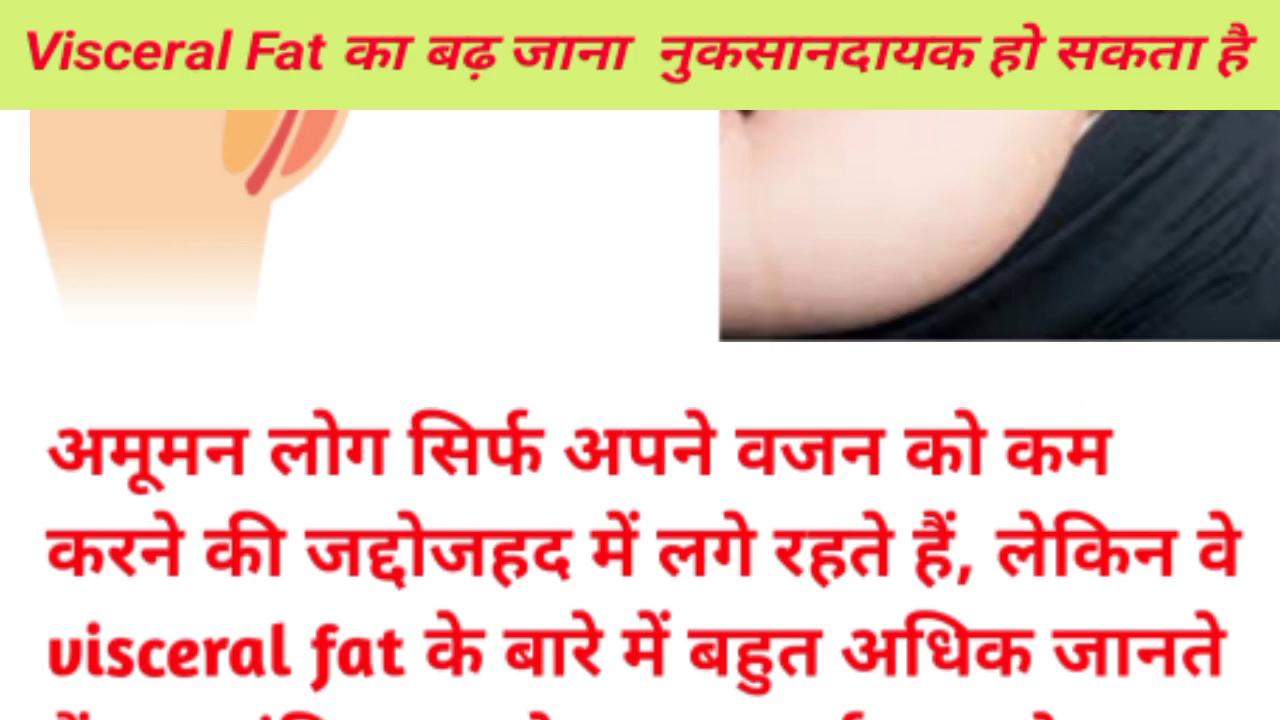 Visceral Fat का बढ़ जाना नुकसानदायक हो सकता है
अमूमन लोग सिर्फ अपने वजन को कम
करने की जद्दोजहद में लगे रहते हैं, लेकिन वे
visceral fat के बारे में बहुत अधिक जानते